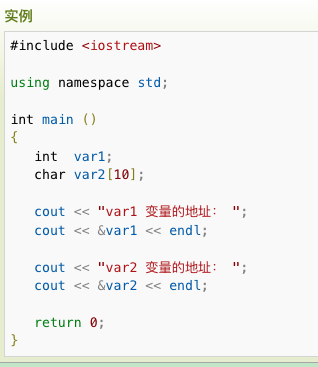 实例
#include <iostream>
using namespace std;
int main ()
{
int  var1;
char var2[10];
cout << "var1 变量的地址： ";
cout << &var1 << endl;
cout << "var2 变量的地址： ";
cout << &var2 << endl;
return 0;
}